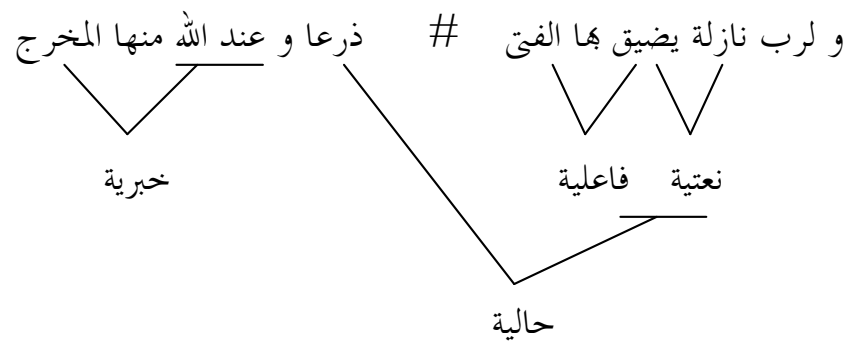 و لرب نازلة يضيق بها الفتى # ذرعا و عند الله منها المخرج
نعتية فاعلية خبرية
حالية